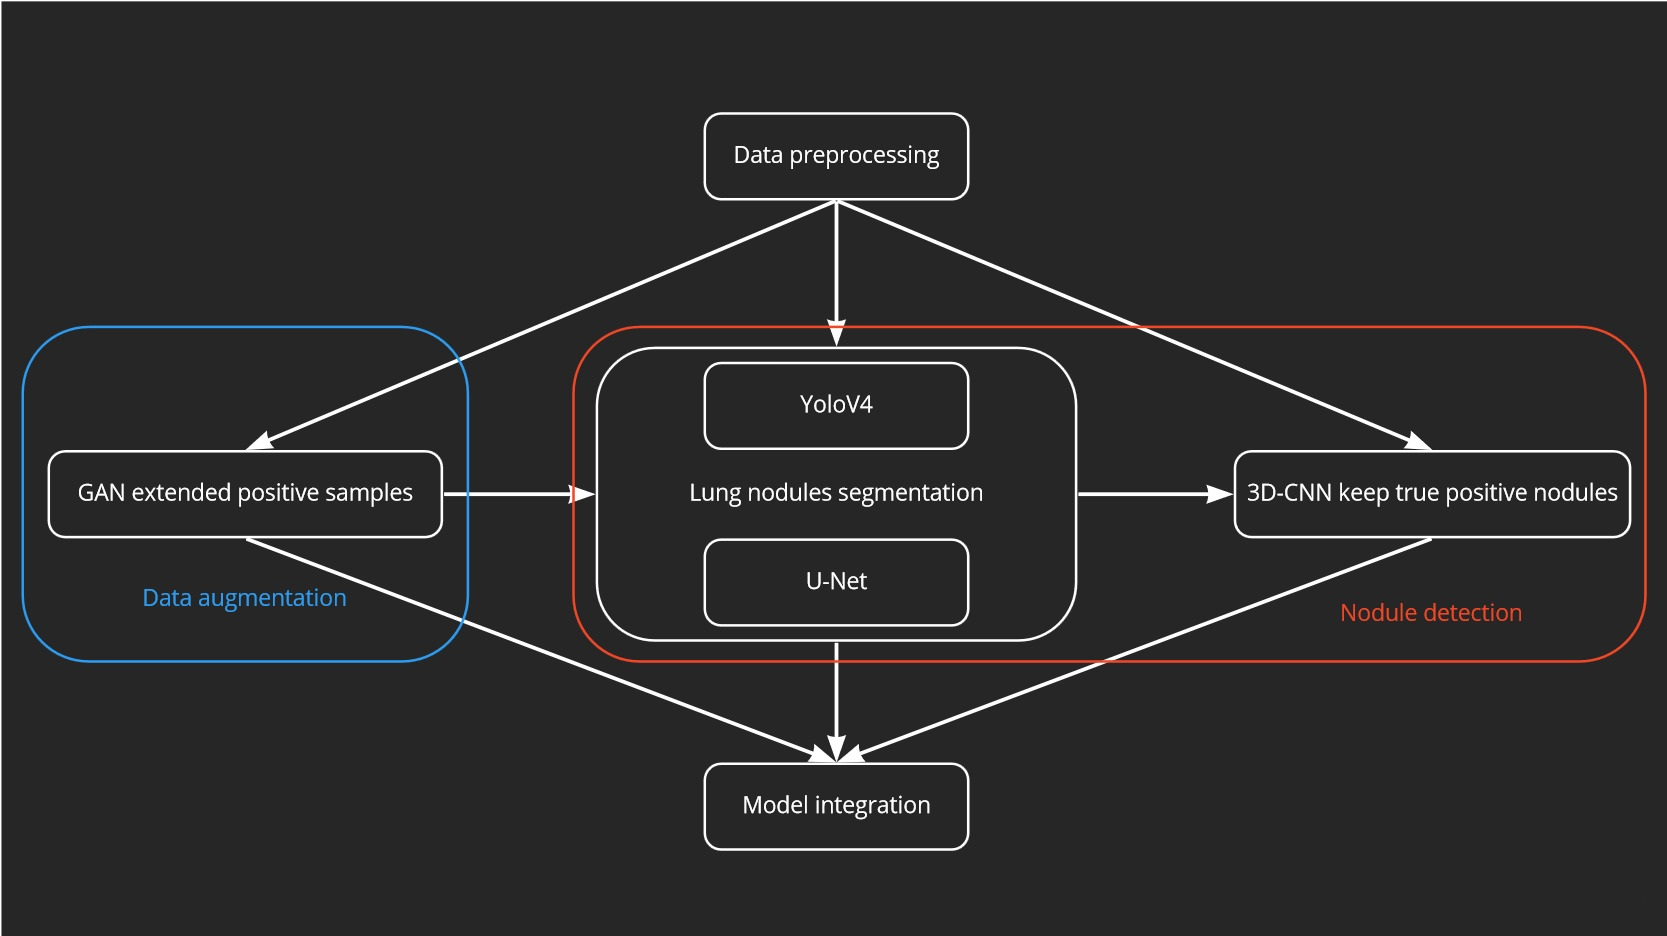 Data preprocessing
YoloV4
GAN extended positive samples
Lung nodules segmentation
3D-CNN keep true positive nodules
U-Net
Data augmentation
Nodule detection
Model integration